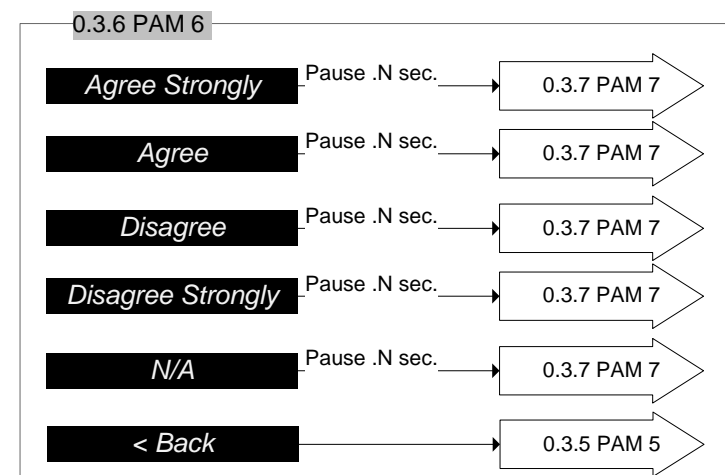 0.3.6 PAM 6
Agree Strongly Pause .N sec. 0.3.7 PAM 7
Agree Pause .N sec. 0.3.7 PAM 7
Disagree Pause .N sec. 0.3.7 PAM 7
Disagree Strongly Pause .N sec. 0.3.7 PAM 7
N/A Pause .N sec. 0.3.7 PAM 7
< Back 0.3.5 PAM 5